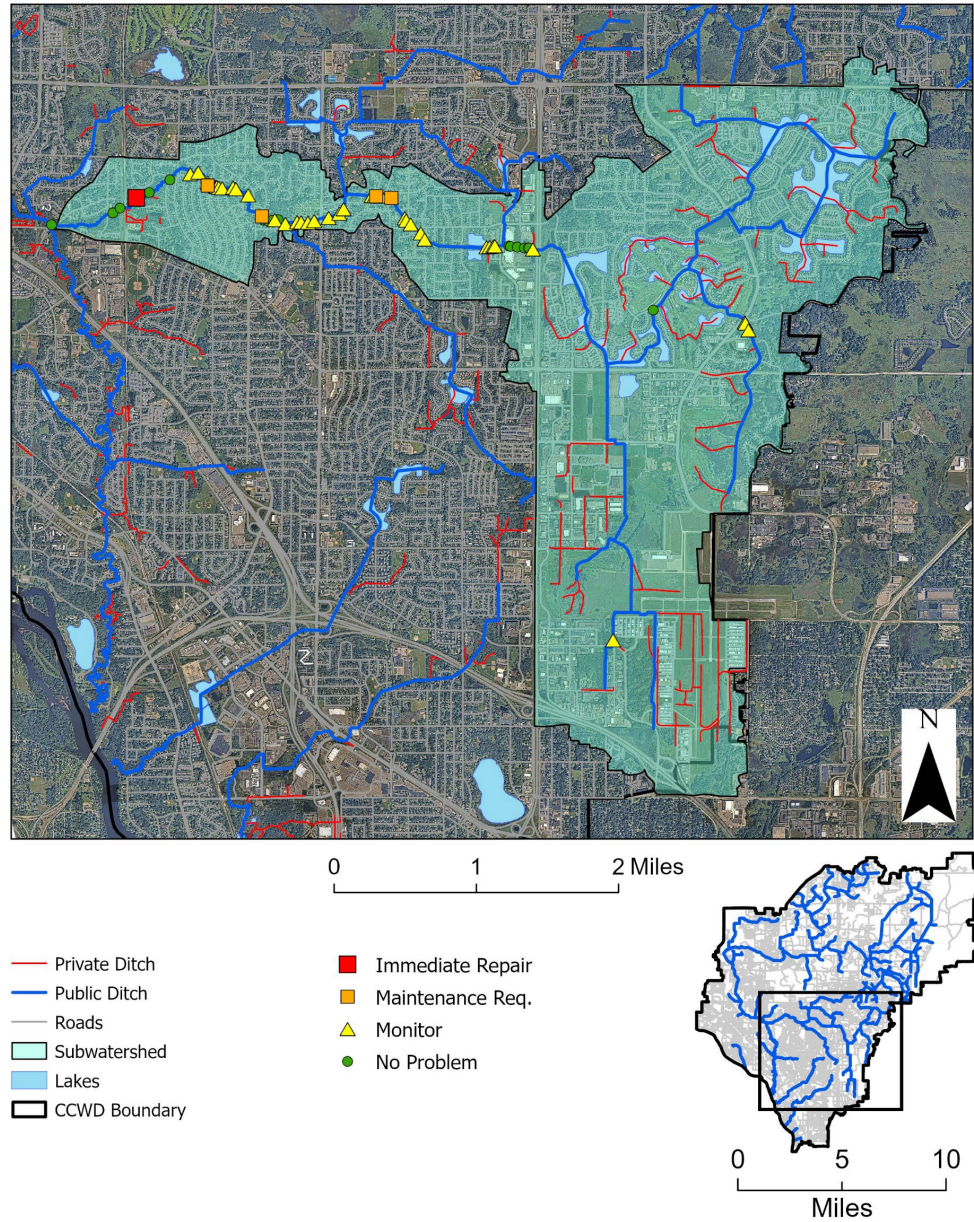 N
0 1 2 Miles
Private Ditch
Public Ditch
Roads
Subwatershed
Lakes
CCWD Boundary
Immediate Repair
Maintenance Req.
Monitor
No Problem
0 5 10
Miles